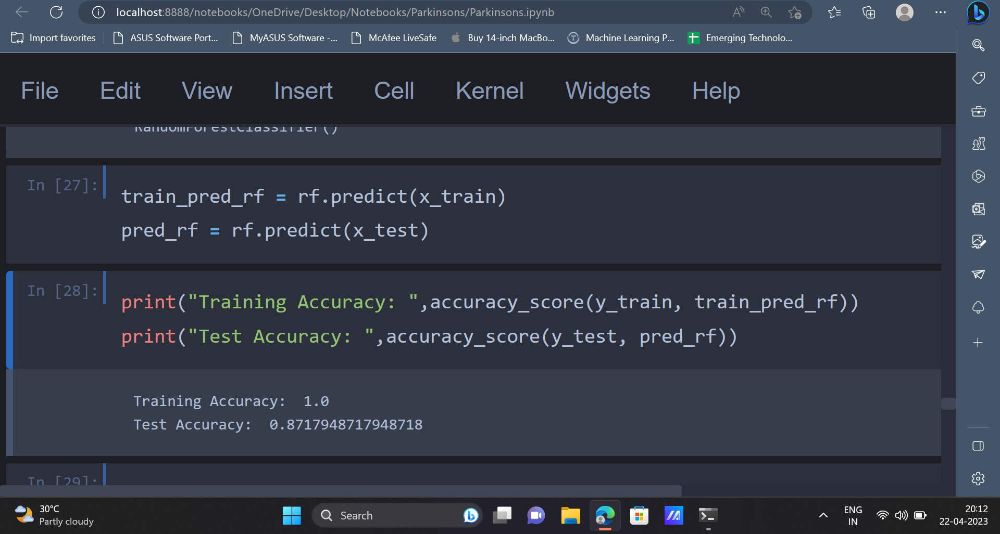 localhost:8888/notebooks/OneDrive/Desktop/Notebooks/Parkinsons/Parkinsons.ipynb
Import favorites ASUS Software Port... MyASUS Software -... McAfee LiveSafe Buy 14-inch MacBo... Machine Learning P... Emerging Technolo...
File Edit View Insert Cell Kernel Widgets Help
RandomForestClassifier()
In [27]:
train_pred_rf = rf.predict(x_train)
pred_rf = rf.predict(x_test)
In [28]:
print("Training Accuracy: ",accuracy_score(y_train, train_pred_rf))
print("Test Accuracy: ",accuracy_score(y_test, pred_rf))
Training Accuracy:  1.0
Test Accuracy:  0.8717948717948718
In [29]:
30°C
Partly cloudy
Search
ENG
IN
20:12
22-04-2023